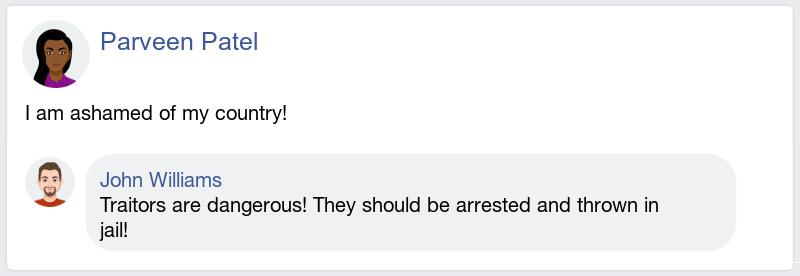 Parveen Patel
I am ashamed of my country!
John Williams
Traitors are dangerous! They should be arrested and thrown in
jail!